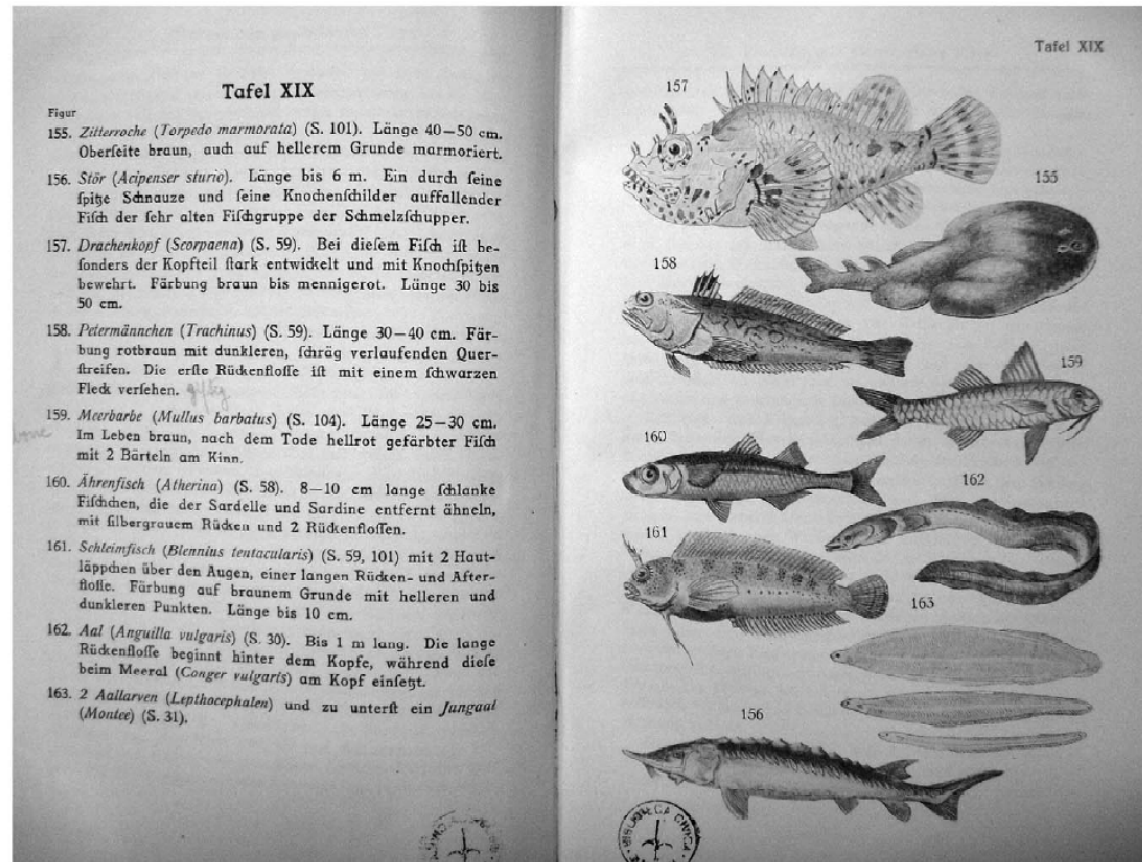 Tafel XIX
Figur
155. Zitterroche (Torpedo marmorata) (S. 101). Länge 40—50 cm.
Oberſeite braun, auch auf hellerem Grunde marmoriert.
156. Stör (Acipenser sturio). Länge bis 6 m. Ein durch ſeine
ſpitze Schnauze und ſeine Knochenſchilder auffallender
Fiſch der ſehr alten Fiſchgruppe der Schmelzſchupper.
157. Drachenkopf (Scorpaena) (S. 59). Bei dieſem Fiſch iſt be-
ſonders der Kopfteil ſtark entwickelt und mit Knochſpitzen
bewehrt. Färbung braun bis mennigerot. Länge 30 bis
50 cm.
158. Petermännchen (Trachinus) (S. 59). Länge 30—40 cm. Fär-
bung rotbraun mit dunkleren, ſchräg verlaufenden Quer-
ſtreifen. Die erſte Rückenfloſſe iſt mit einem ſchwarzen
Fleck verſehen. giftig
159. Meerbarbe (Mullus barbatus) (S. 104). Länge 25—30 cm.
Im Leben braun, nach dem Tode hellrot gefärbter Fiſch
mit 2 Bärteln am Kinn.
160. Ährenfisch (Atherina) (S. 58). 8—10 cm lange ſchlanke
Fiſchchen, die der Sardelle und Sardine entfernt ähneln,
mit ſilbergrauem Rücken und 2 Rückenfloſſen.
161. Schleimfisch (Blennius tentacularis) (S. 59, 101) mit 2 Haut-
läppchen über den Augen, einer langen Rücken- und After-
floſſe. Färbung auf braunem Grunde mit helleren und
dunkleren Punkten. Länge bis 10 cm.
162. Aal (Anguilla vulgaris) (S. 30). Bis 1 m lang. Die lange
Rückenfloſſe beginnt hinter dem Kopfe, während dieſe
beim Meeraal (Conger vulgaris) am Kopf einſetzt.
163. 2 Aallarven (Lepthocephalen) und zu unterſt ein Jungaal
(Montee) (S. 31).
Tafel XIX
157
155
158
159
160
162
161
163
156